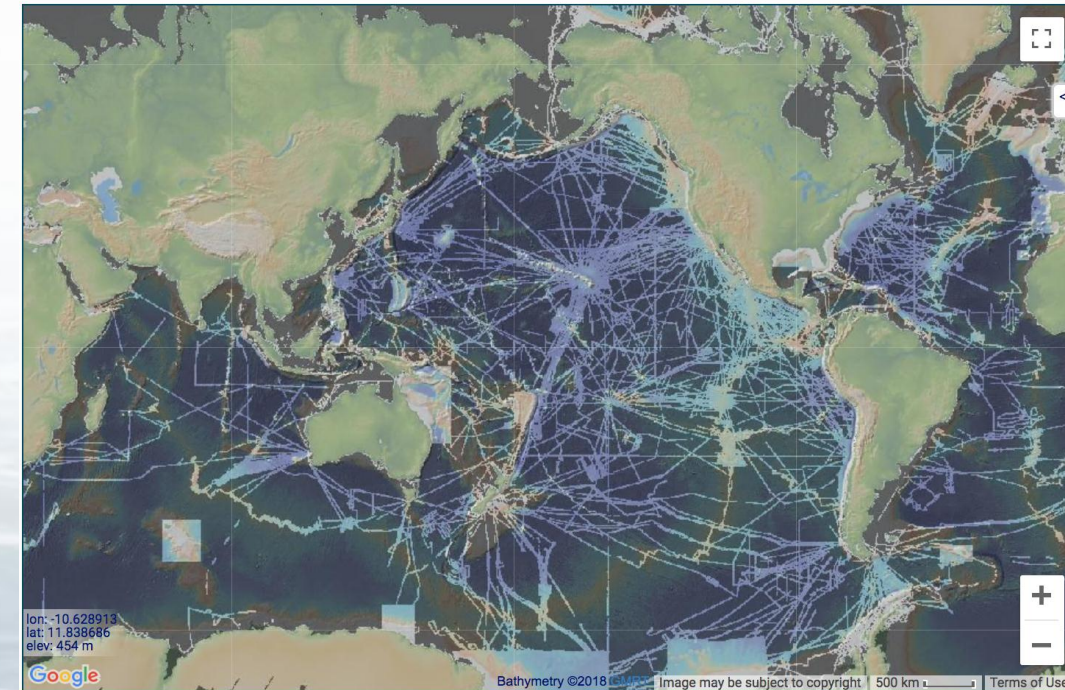 <
lon: -10.628913
lat: 11.838686
elev: 454 m
+
−
Google
Bathymetry ©2018 GMRT Image may be subject to copyright 500 km Terms of Use